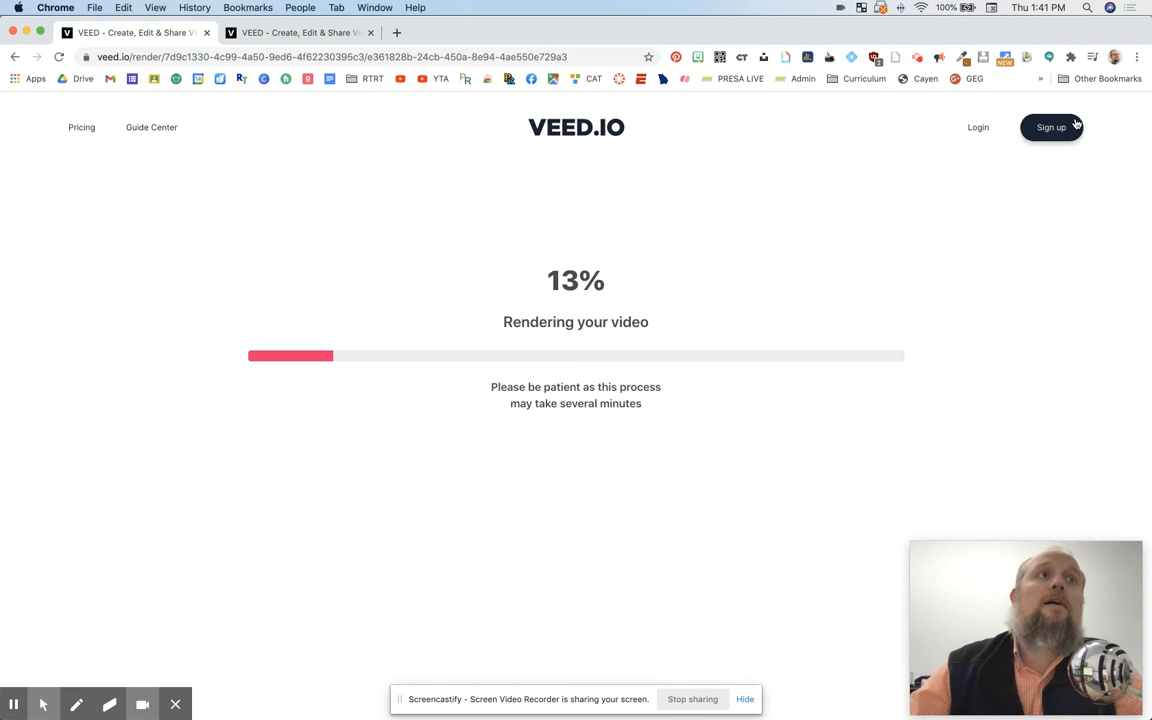 Chrome File Edit View History Bookmarks People Tab Window Help 100% Thu 1:41 PM
VEED - Create, Edit & Share Vi VEED - Create, Edit & Share Vi
veed.io/render/7d9c1330-4c99-4a50-9ed6-4f62230395c3/e361828b-24cb-450a-8e94-4ae550e729a3
Apps Drive RTRT YTA CAT PRESA LIVE Admin Curriculum Cayen GEG » Otheyer Bookmarks
Pricing Guide Center VEED.IO Login Sign up
13%
Rendering your video
Please be patient as this process
may take several minutes
Screencastify - Screen Video Recorder is sharing your screen. Stop sharing Hide